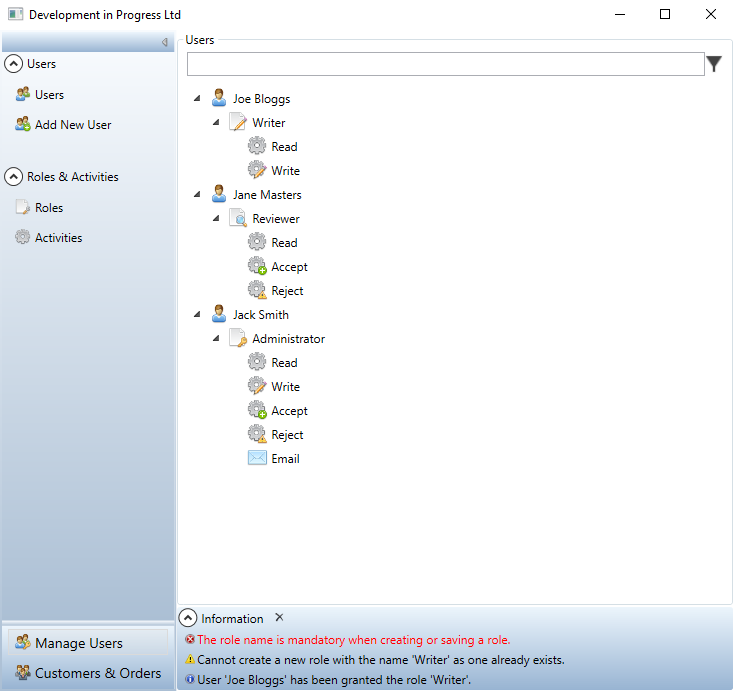 Development in Progress Ltd
Users
Users
Add New User
Roles & Activities
Roles
Activities
Manage Users
Customers & Orders
Users
Joe Bloggs
Writer
Read
Write
Jane Masters
Reviewer
Read
Accept
Reject
Jack Smith
Administrator
Read
Write
Accept
Reject
Email
Information
The role name is mandatory when creating or saving a role.
Cannot create a new role with the name 'Writer' as one already exists.
User 'Joe Bloggs' has been granted the role 'Writer'.